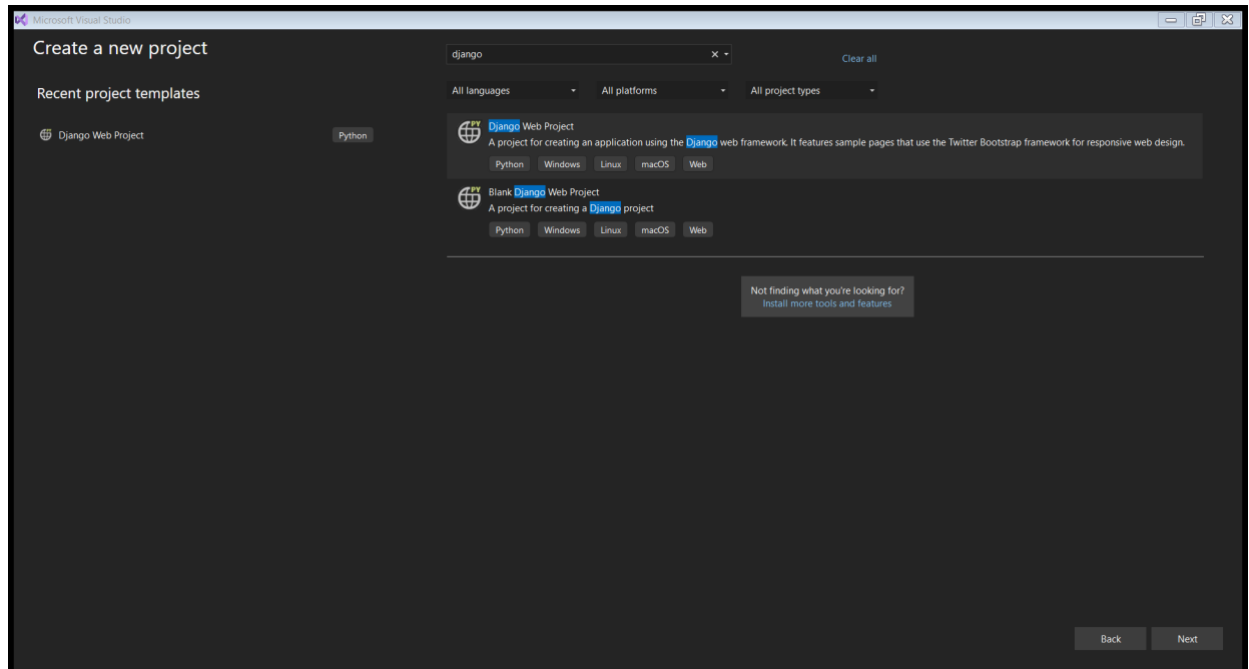 Microsoft Visual Studio
Create a new project
Recent project templates
Django Web Project
Python
django
Clear all
All languages
All platforms
All project types
PY
Django Web Project
A project for creating an application using the Django web framework. It features sample pages that use the Twitter Bootstrap framework for responsive web design.
Python Windows Linux macOS Web
PY
Blank Django Web Project
A project for creating a Django project
Python Windows Linux macOS Web
Not finding what you're looking for?
Install more tools and features
Back Next